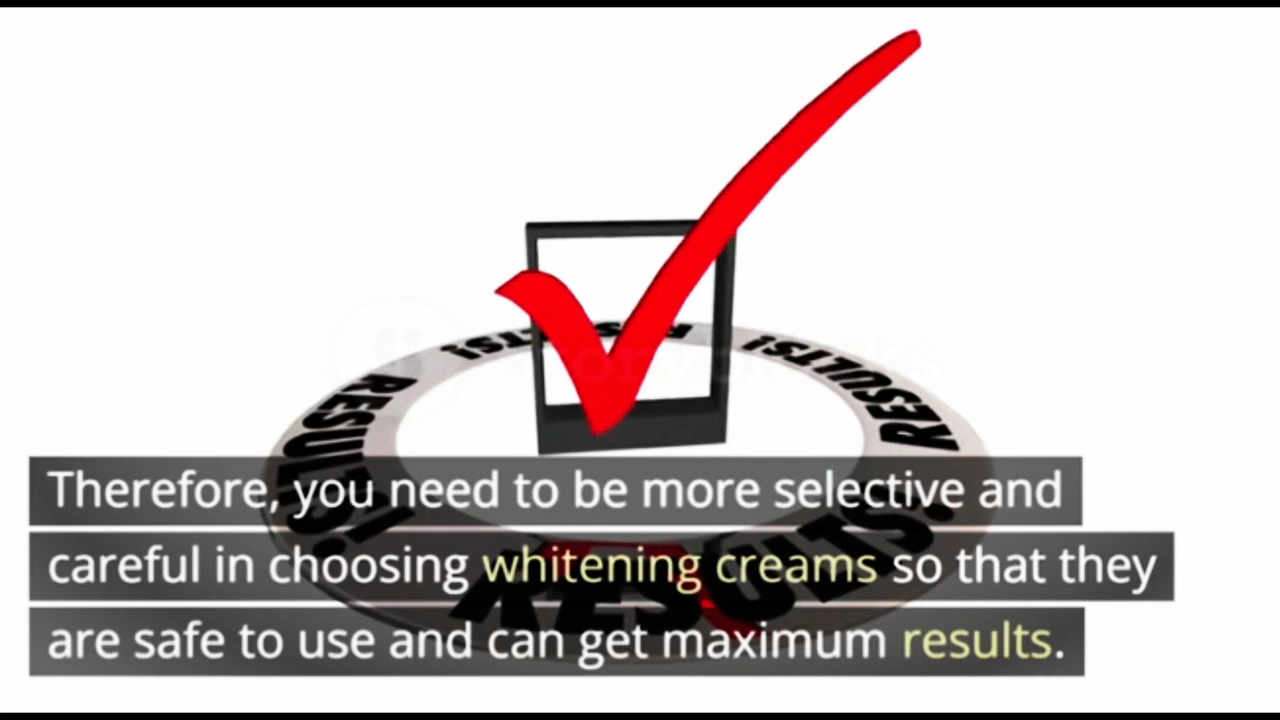 RESULTS!
RESULTS!
RESULTS!
RESULTS!
Therefore, you need to be more selective and
careful in choosing whitening creams so that they
are safe to use and can get maximum results.